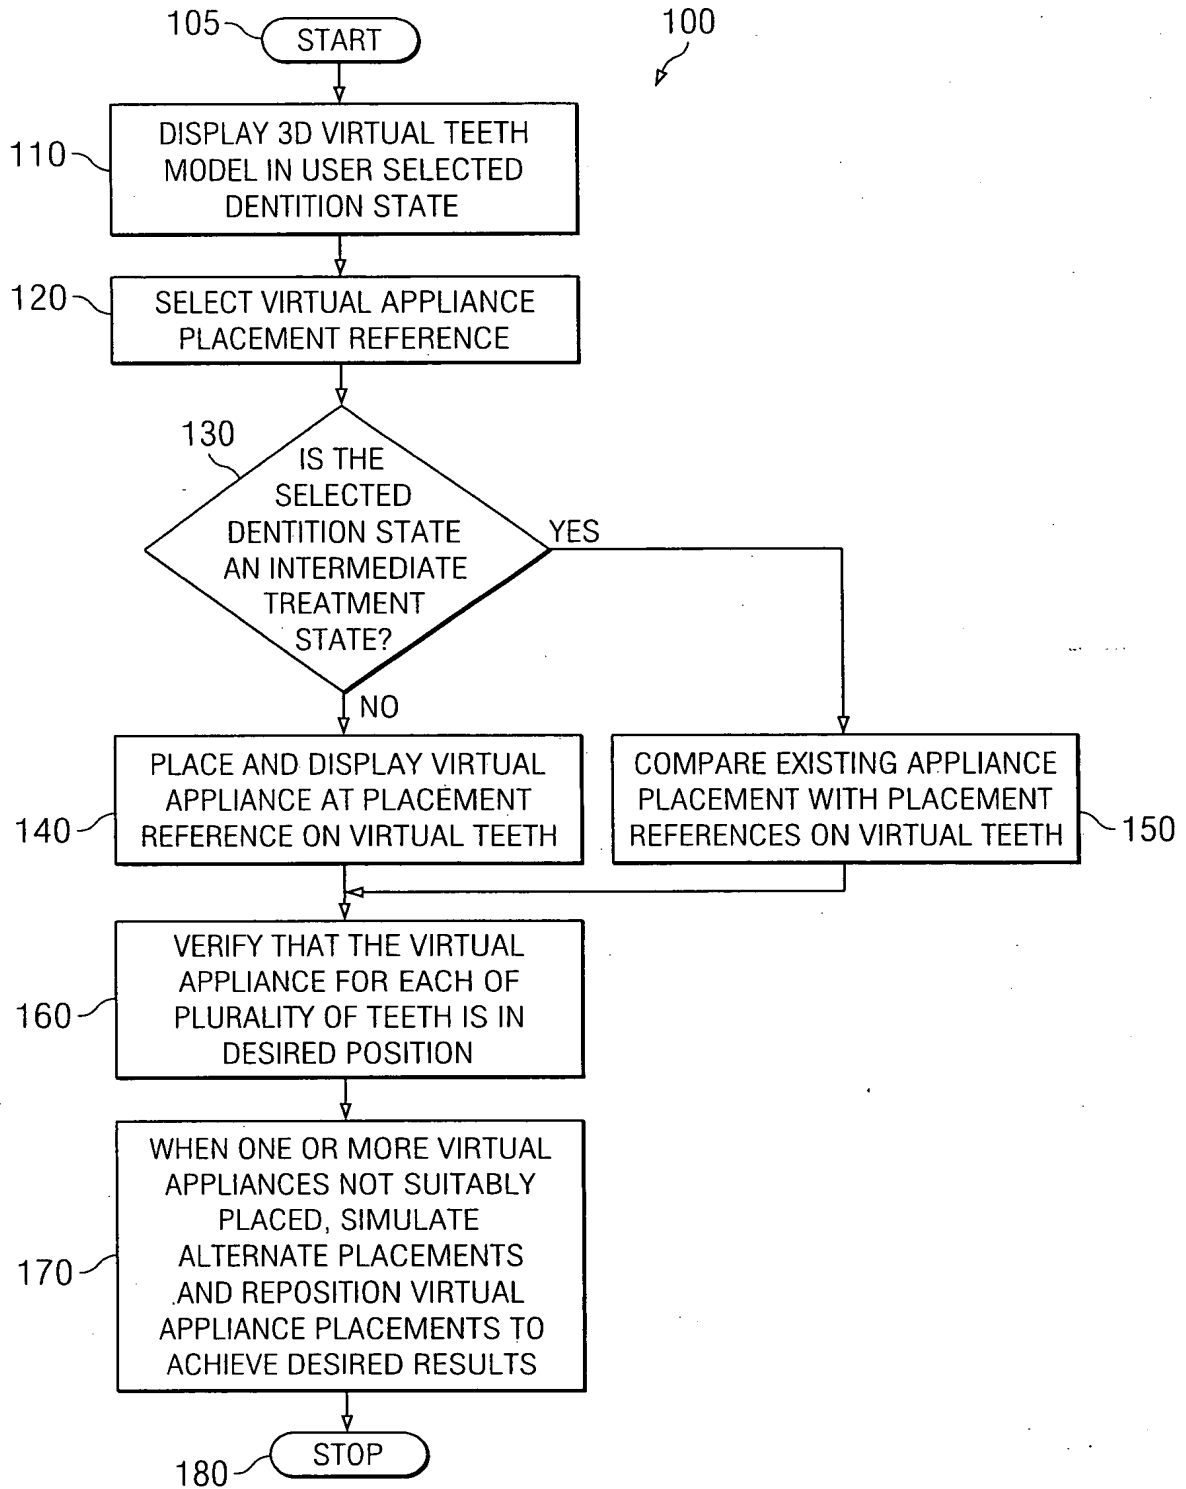 105
START
100
110
DISPLAY 3D VIRTUAL TEETH
MODEL IN USER SELECTED
DENTITION STATE
120
SELECT VIRTUAL APPLIANCE
PLACEMENT REFERENCE
130
IS THE
SELECTED
DENTITION STATE
AN INTERMEDIATE
TREATMENT
STATE?
YES
NO
140
PLACE AND DISPLAY VIRTUAL
APPLIANCE AT PLACEMENT
REFERENCE ON VIRTUAL TEETH
COMPARE EXISTING APPLIANCE
PLACEMENT WITH PLACEMENT
REFERENCES ON VIRTUAL TEETH
150
160
VERIFY THAT THE VIRTUAL
APPLIANCE FOR EACH OF
PLURALITY OF TEETH IS IN
DESIRED POSITION
170
WHEN ONE OR MORE VIRTUAL
APPLIANCES NOT SUITABLY
PLACED, SIMULATE
ALTERNATE PLACEMENTS
AND REPOSITION VIRTUAL
APPLIANCE PLACEMENTS TO
ACHIEVE DESIRED RESULTS
180
STOP